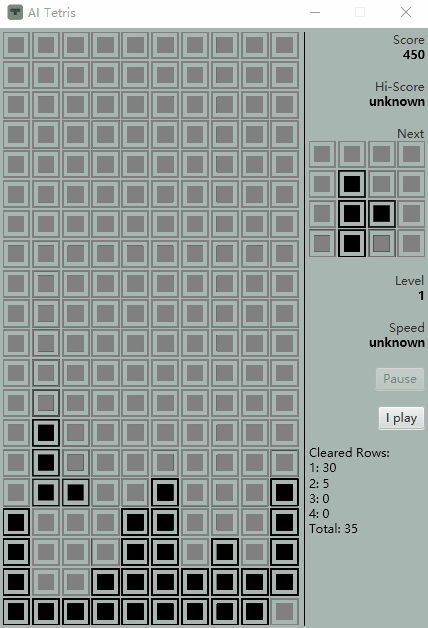 AI Tetris
Score
450
Hi-Score
unknown
Next
Level
1
Speed
unknown
Pause
I play
Cleared Rows:
1: 30
2: 5
3: 0
4: 0
Total: 35